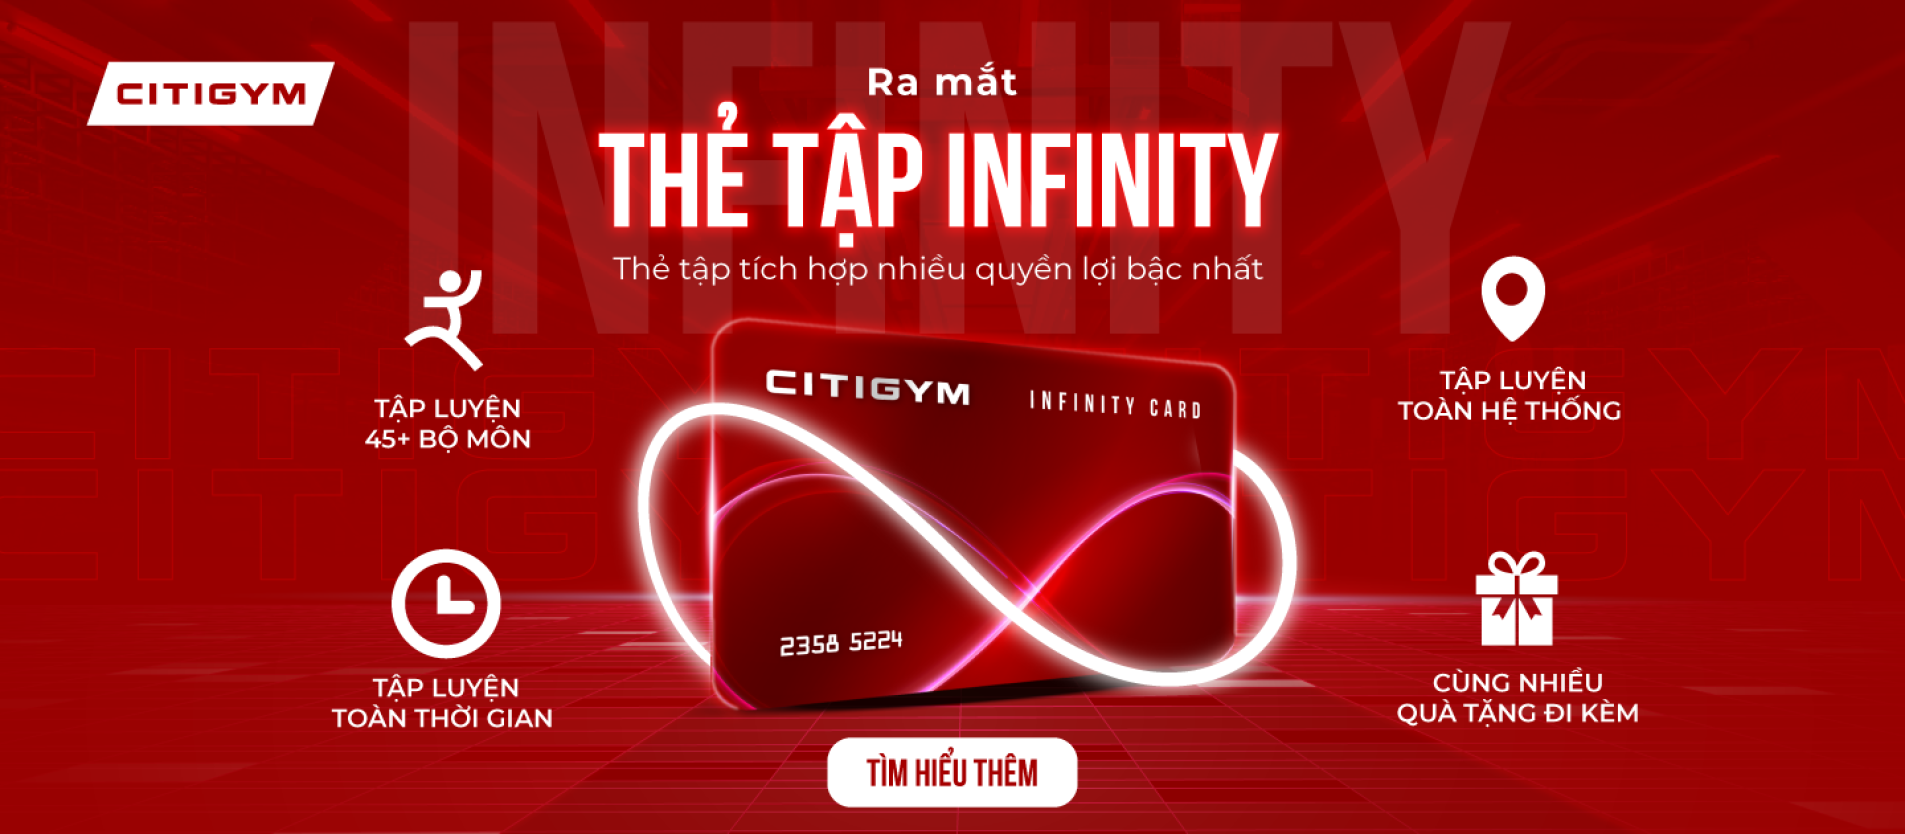 INFINITY
CITIGYM
Ra mắt
THẺ TẬP INFINITY
Thẻ tập tích hợp nhiều quyền lợi bậc nhất
TẬP LUYỆN
45+ BỘ MÔN
TẬP LUYỆN
TOÀN THỜI GIAN
CITIGYM
INFINITY CARD
2358 5224
TẬP LUYỆN
TOÀN HỆ THỐNG
CÙNG NHIỀU
QUÀ TẶNG ĐI KÈM
TÌM HIỂU THÊM